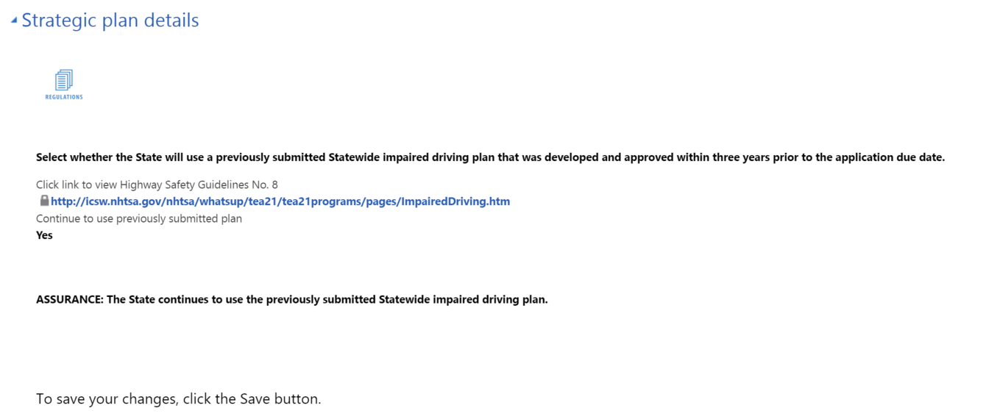 Strategic plan details
REGULATIONS
Select whether the State will use a previously submitted Statewide impaired driving plan that was developed and approved within three years prior to the application due date.
Click link to view Highway Safety Guidelines No. 8
http://icsw.nhtsa.gov/nhtsa/whatsup/tea21/tea21programs/pages/ImpairedDriving.htm
Continue to use previously submitted plan
Yes
ASSURANCE: The State continues to use the previously submitted Statewide impaired driving plan.
To save your changes, click the Save button.